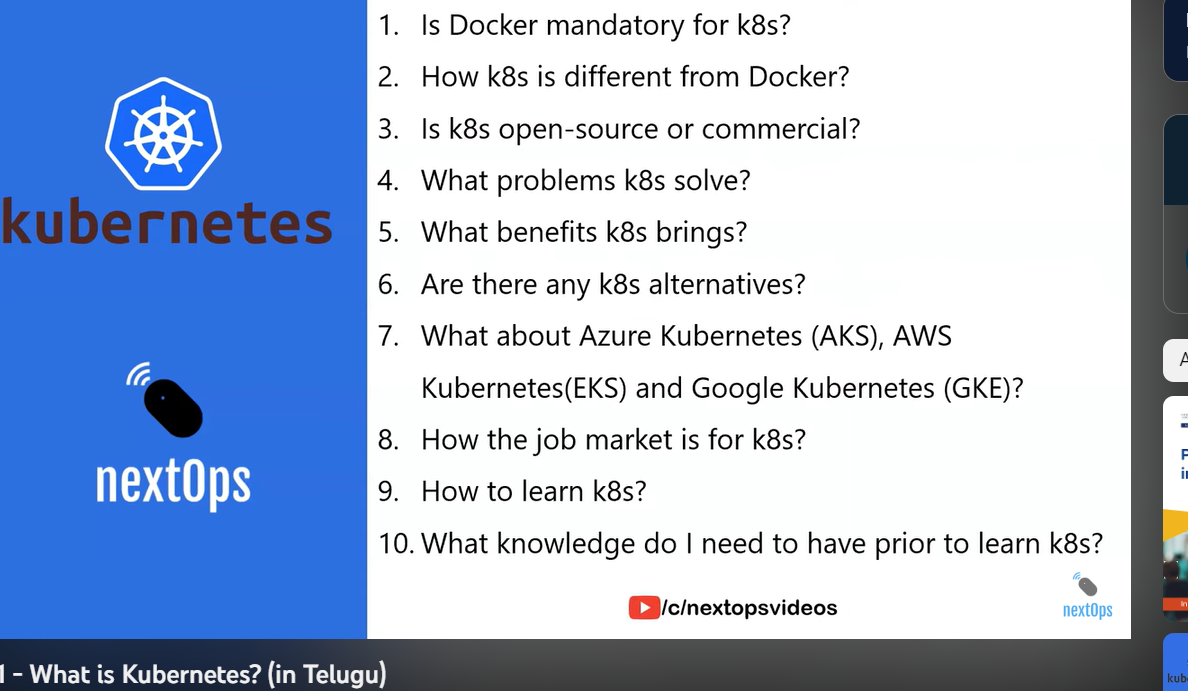 1. Is Docker mandatory for k8s?
2. How k8s is different from Docker?
3. Is k8s open-source or commercial?
4. What problems k8s solve?
5. What benefits k8s brings?
6. Are there any k8s alternatives?
7. What about Azure Kubernetes (AKS), AWS
Kubernetes(EKS) and Google Kubernetes (GKE)?
8. How the job market is for k8s?
9. How to learn k8s?
10. What knowledge do I need to have prior to learn k8s?
kubernetes
nextOps
/c/nextopsvideos
nextOps
1 - What is Kubernetes? (in Telugu)